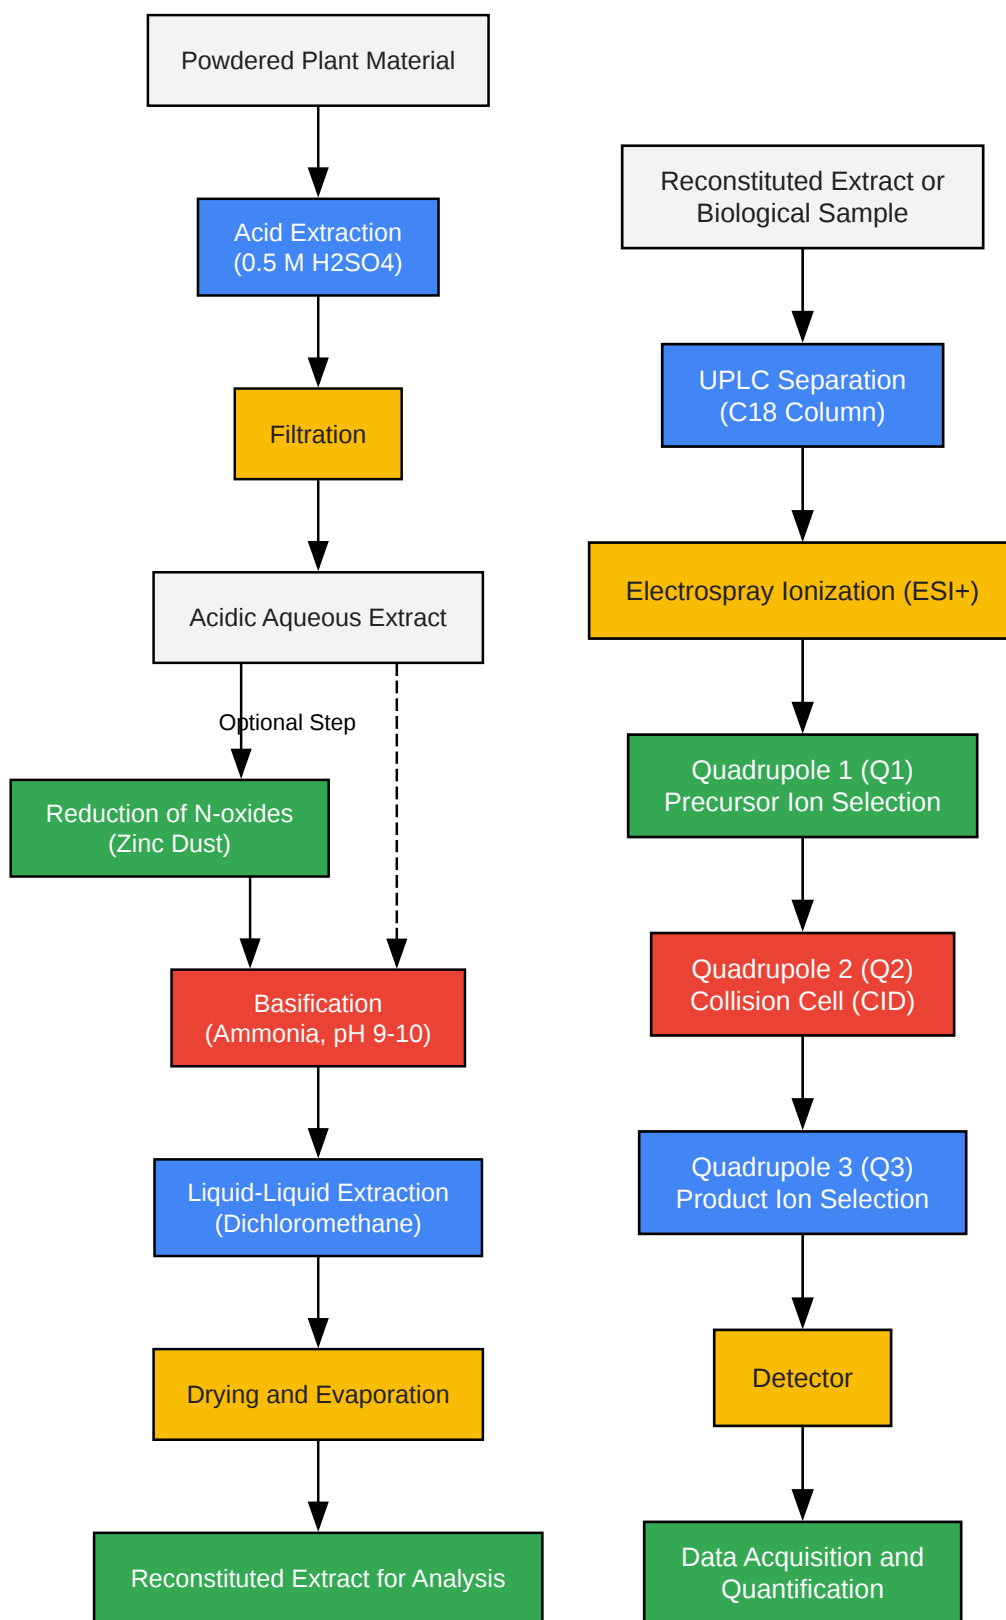 Powdered Plant Material
Acid Extraction
(0.5 M H2SO4)
Filtration
Acidic Aqueous Extract
Optional Step
Reduction of N-oxides
(Zinc Dust)
Basification
(Ammonia, pH 9-10)
Liquid-Liquid Extraction
(Dichloromethane)
Drying and Evaporation
Reconstituted Extract for Analysis
Reconstituted Extract or
Biological Sample
UPLC Separation
(C18 Column)
Electrospray Ionization (ESI+)
Quadrupole 1 (Q1)
Precursor Ion Selection
Quadrupole 2 (Q2)
Collision Cell (CID)
Quadrupole 3 (Q3)
Product Ion Selection
Detector
Data Acquisition and
Quantification